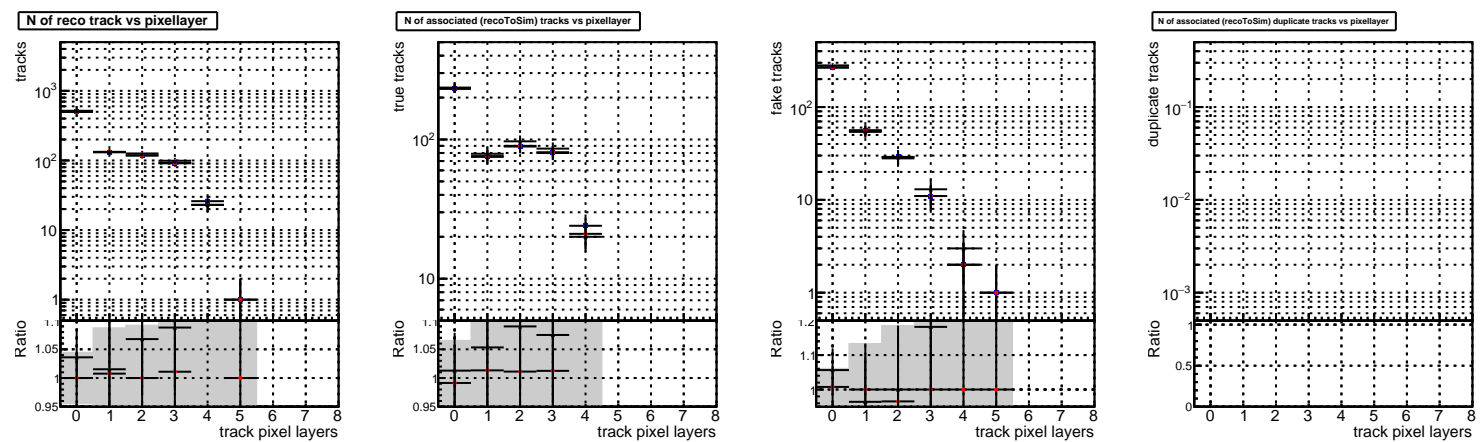 N of reco track vs pixellayer
tracks
10³
10²
10
1
Ratio
1.1
1.05
1
0.95
0 1 2 3 4 5 6 7 8
track pixel layers
N of associated (recoToSim) tracks vs pixellayer
true tracks
10²
10
Ratio
1.1
1.05
1
0.95
0 1 2 3 4 5 6 7 8
track pixel layers
fake tracks
10²
10
1
Ratio
1.2
1.1
1
0 1 2 3 4 5 6 7 8
track pixel layers
N of associated (recoToSim) duplicate tracks vs pixellayer
duplicate tracks
10⁻¹
10⁻²
10⁻³
Ratio
1
0.5
0
0 1 2 3 4 5 6 7 8
track pixel layers